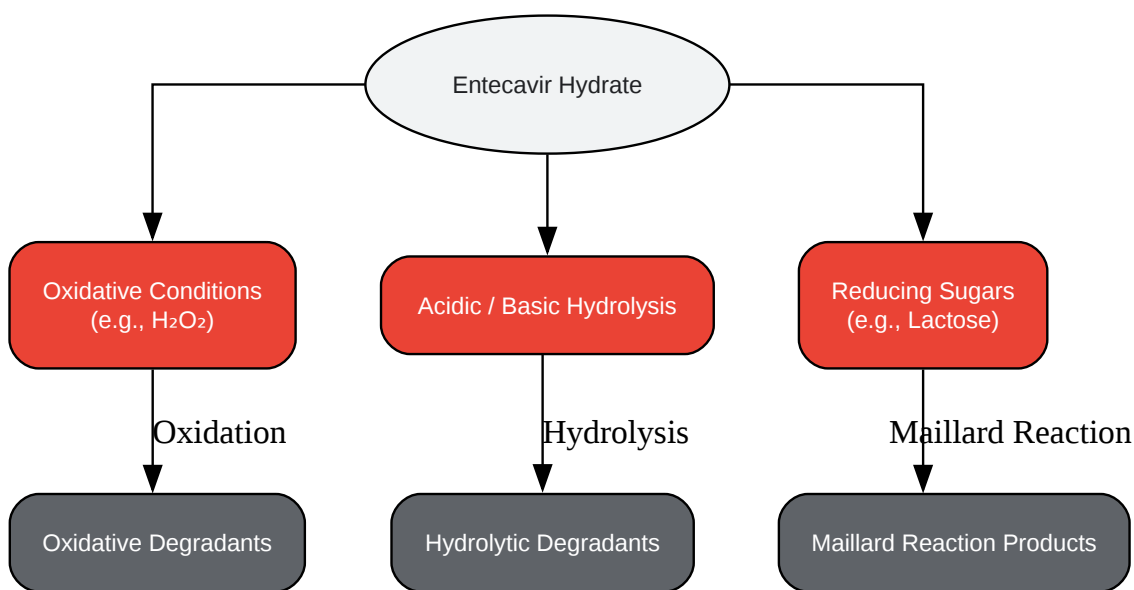 Entecavir Hydrate
Oxidative Conditions
(e.g., H₂O₂)
Acidic / Basic Hydrolysis
Reducing Sugars
(e.g., Lactose)
Oxidation
Hydrolysis
Maillard Reaction
Oxidative Degradants
Hydrolytic Degradants
Maillard Reaction Products